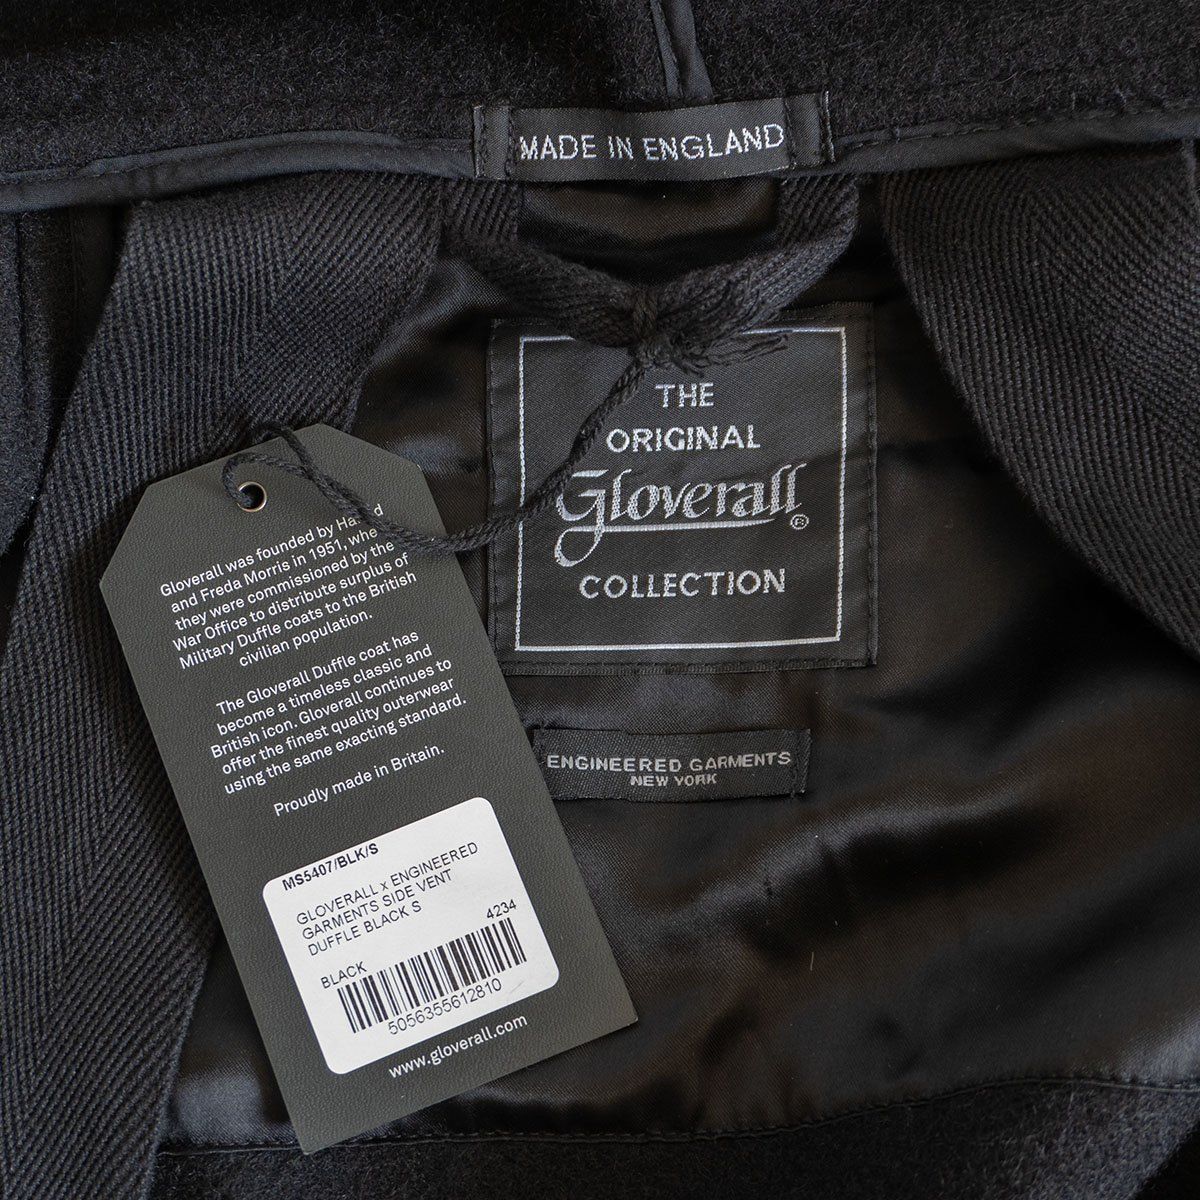 MADE IN ENGLAND
THE
ORIGINAL
Gloverall®
COLLECTION
ENGINEERED GARMENTS
NEW YORK
Gloverall was founded by
and Freda Morris in 1951,
they were commissioned by the
War Office to distribute surplus of
Military Duffle coats to the British
civilian population.
The Gloverall Duffle coat has
become a timeless classic and
British icon. Gloverall continues to
offer the finest quality outerwear
using the same exacting standard.
Proudly made in Britain.
MS5407/BLK/S
GLOVERALL x ENGINEERED
GARMENTS SIDE VENT
DUFFLE BLACK S
4234
BLACK
5056355612810
www.gloverall.com